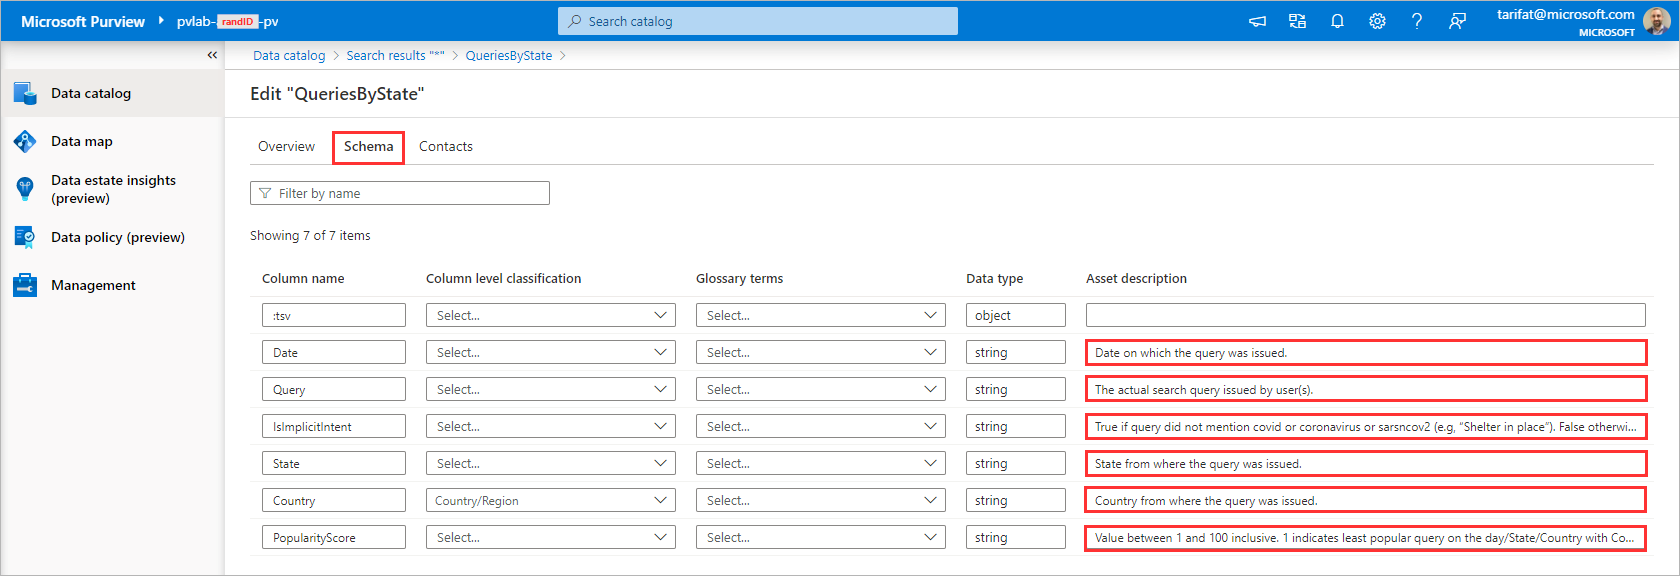 Microsoft Purview pvlab-randID-pv Search catalog tarifat@microsoft.com
MICROSOFT
Data catalog Search results "*" QueriesByState
Data catalog
Data map
Data estate insights
(preview)
Data policy (preview)
Management
Edit "QueriesByState"
Overview Schema Contacts
Filter by name
Showing 7 of 7 items
Column name Column level classification Glossary terms Data type Asset description
:tsv Select... Select... object
Date Select... Select... string Date on which the query was issued.
Query Select... Select... string The actual search query issued by user(s).
IsImplicitIntent Select... Select... string True if query did not mention covid or coronavirus or sarsncov2 (e.g, “Shelter in place”). False otherwi...
State Select... Select... string State from where the query was issued.
Country Country/Region Select... string Country from where the query was issued.
PopularityScore Select... Select... string Value between 1 and 100 inclusive. 1 indicates least popular query on the day/State/Country with Co...